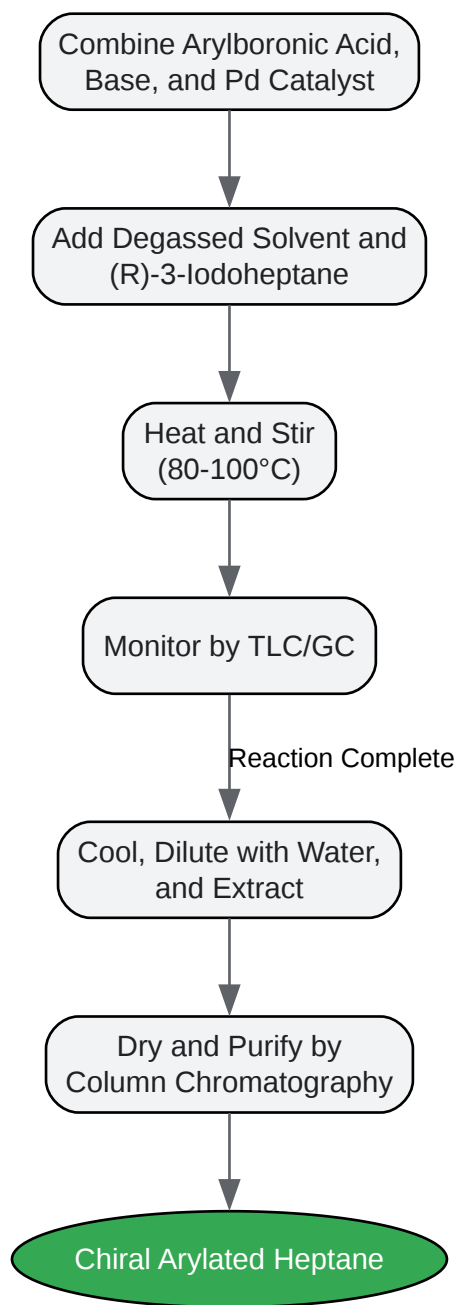 Combine Arylboronic Acid,
Base, and Pd Catalyst
Add Degassed Solvent and
(R)-3-Iodoheptane
Heat and Stir
(80-100°C)
Monitor by TLC/GC
Reaction Complete
Cool, Dilute with Water,
and Extract
Dry and Purify by
Column Chromatography
Chiral Arylated Heptane